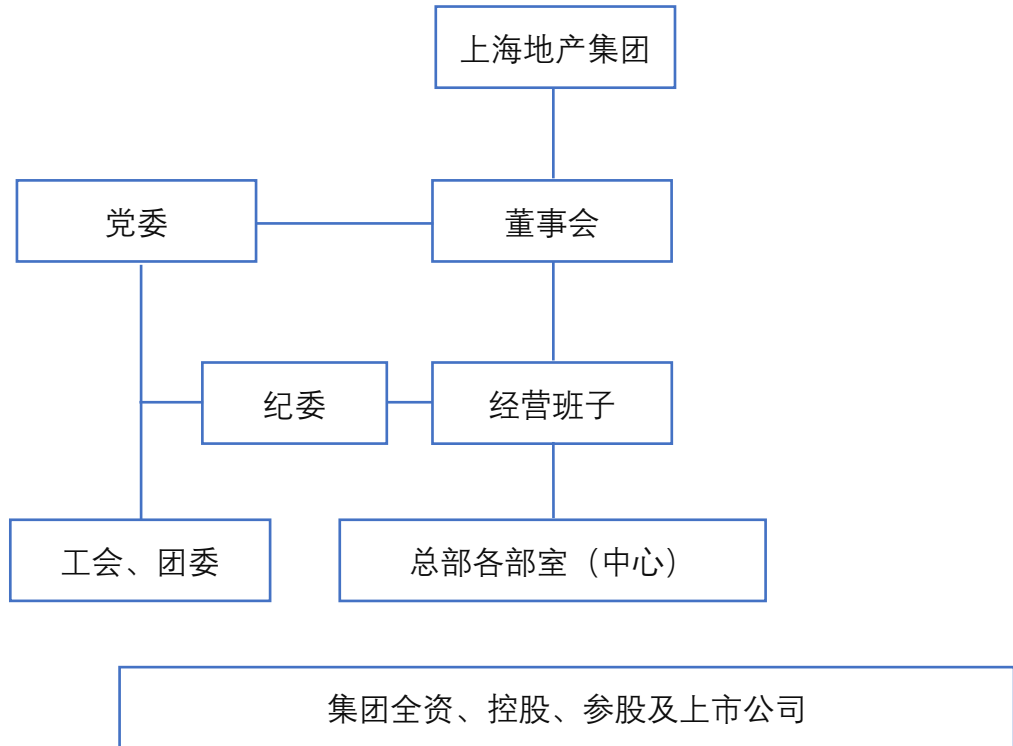 上海地产集团
党委
董事会
纪委
经营班子
工会、团委
总部各部室（中心）
集团全资、控股、参股及上市公司